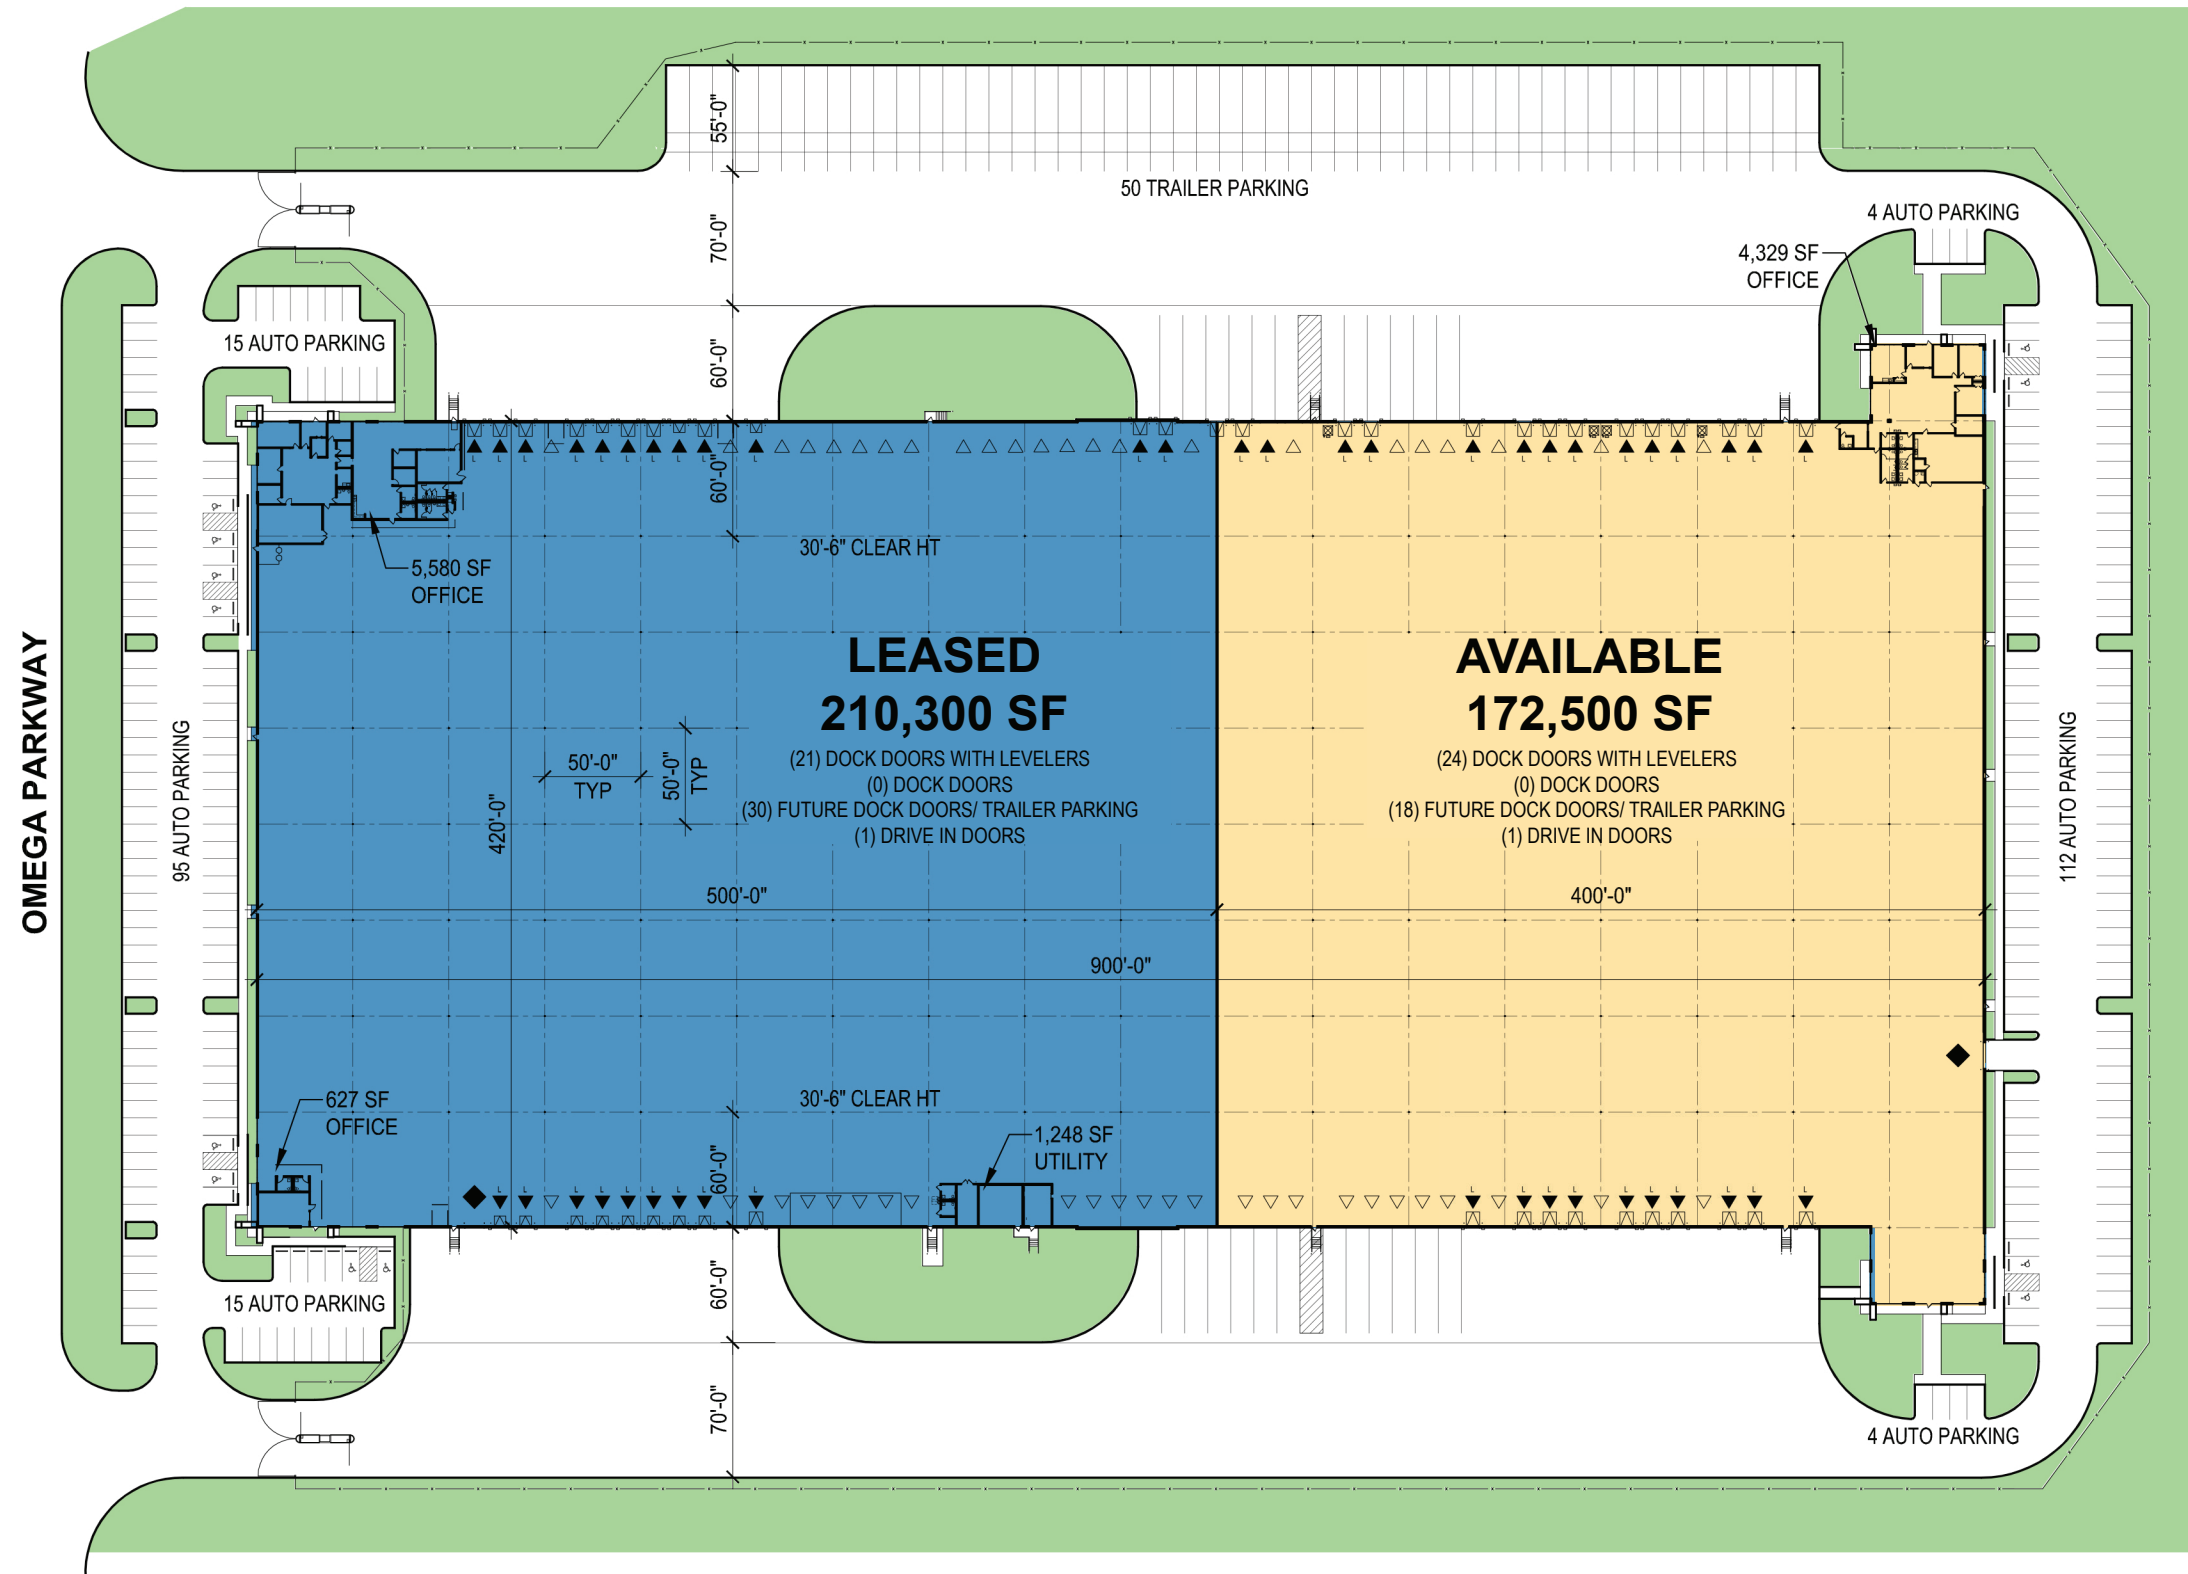 55'-0"
50 TRAILER PARKING
4 AUTO PARKING
70'-0"
4,329 SF
OFFICE
15 AUTO PARKING
60'-0"
60'-0"
30'-6" CLEAR HT
5,580 SF
OFFICE
OMEGA PARKWAY
95 AUTO PARKING
LEASED
210,300 SF
(21) DOCK DOORS WITH LEVELERS
(0) DOCK DOORS
(30) FUTURE DOCK DOORS/ TRAILER PARKING
(1) DRIVE IN DOORS
AVAILABLE
172,500 SF
(24) DOCK DOORS WITH LEVELERS
(0) DOCK DOORS
(18) FUTURE DOCK DOORS/ TRAILER PARKING
(1) DRIVE IN DOORS
112 AUTO PARKING
50'-0"
TYP
50'-0"
TYP
420'-0"
500'-0"
400'-0"
900'-0"
30'-6" CLEAR HT
627 SF
OFFICE
1,248 SF
UTILITY
60'-0"
60'-0"
15 AUTO PARKING
70'-0"
4 AUTO PARKING